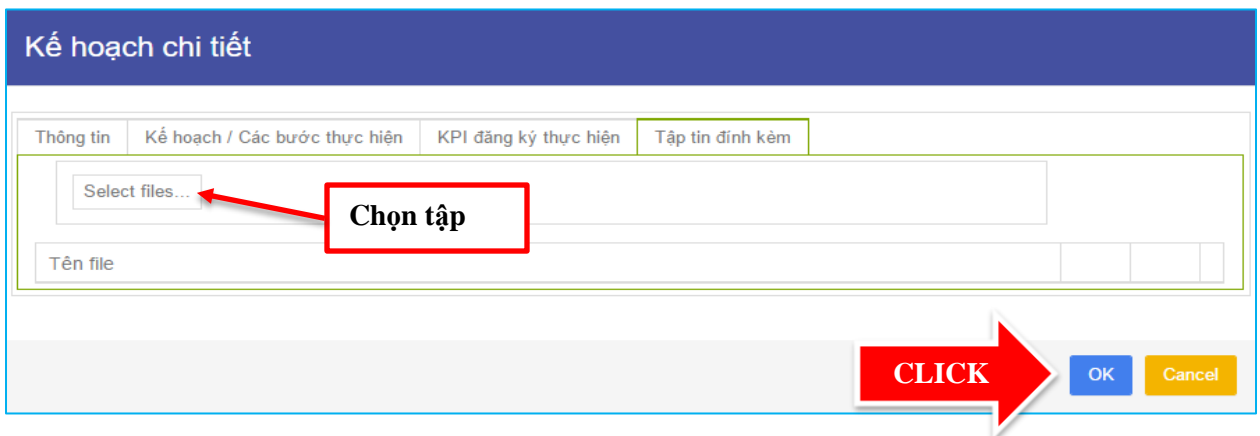 Kế hoạch chi tiết
Thông tin Kế hoạch / Các bước thực hiện KPI đăng ký thực hiện Tập tin đính kèm
Select files...
Chọn tập
Tên file
CLICK OK Cancel